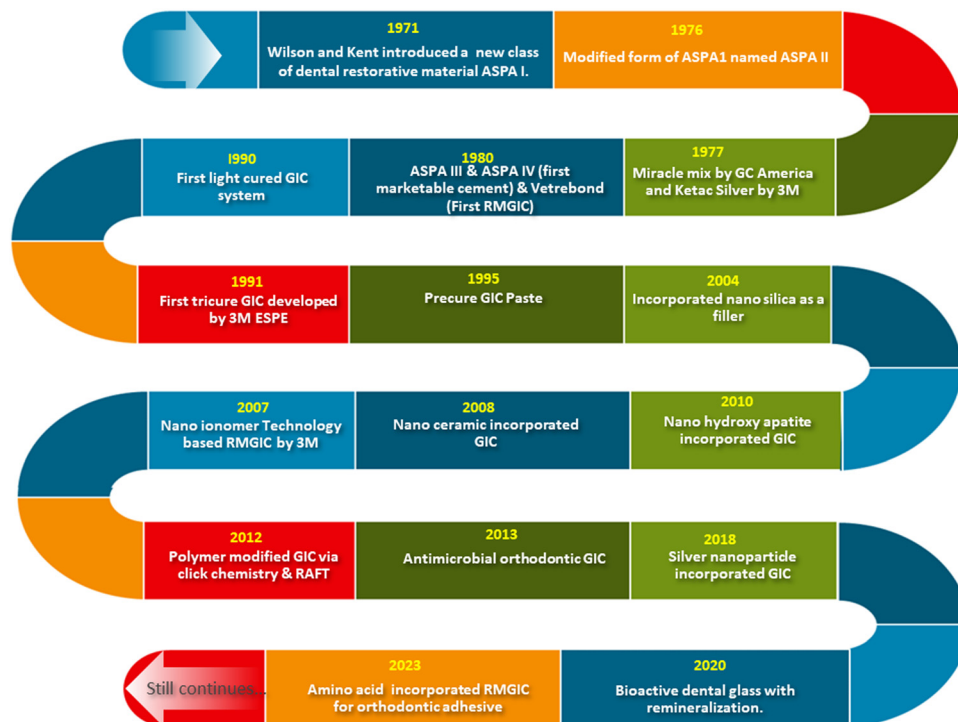 1971
Wilson and Kent introduced a new class
of dental restorative material ASPA I.
1976
Modified form of ASPA1 named ASPA II
1977
Miracle mix by GC America
and Ketac Silver by 3M
1980
ASPA III & ASPA IV (first
marketable cement) & Vetrebond
(First RMGIC)
I990
First light cured GIC
system
1991
First tricure GIC developed
by 3M ESPE
1995
Precure GIC Paste
2004
Incorporated nano silica as a
filler
2010
Nano hydroxy apatite
incorporated GIC
2008
Nano ceramic incorporated
GIC
2007
Nano ionomer Technology
based RMGIC by 3M
2012
Polymer modified GIC via
click chemistry & RAFT
2013
Antimicrobial orthodontic GIC
2018
Silver nanopartide
incorporated GIC
2020
Bioactive dental glass with
remineralization.
2023
Amino acid incorporated RMGIC
for orthodontic adhesive
Still continues...